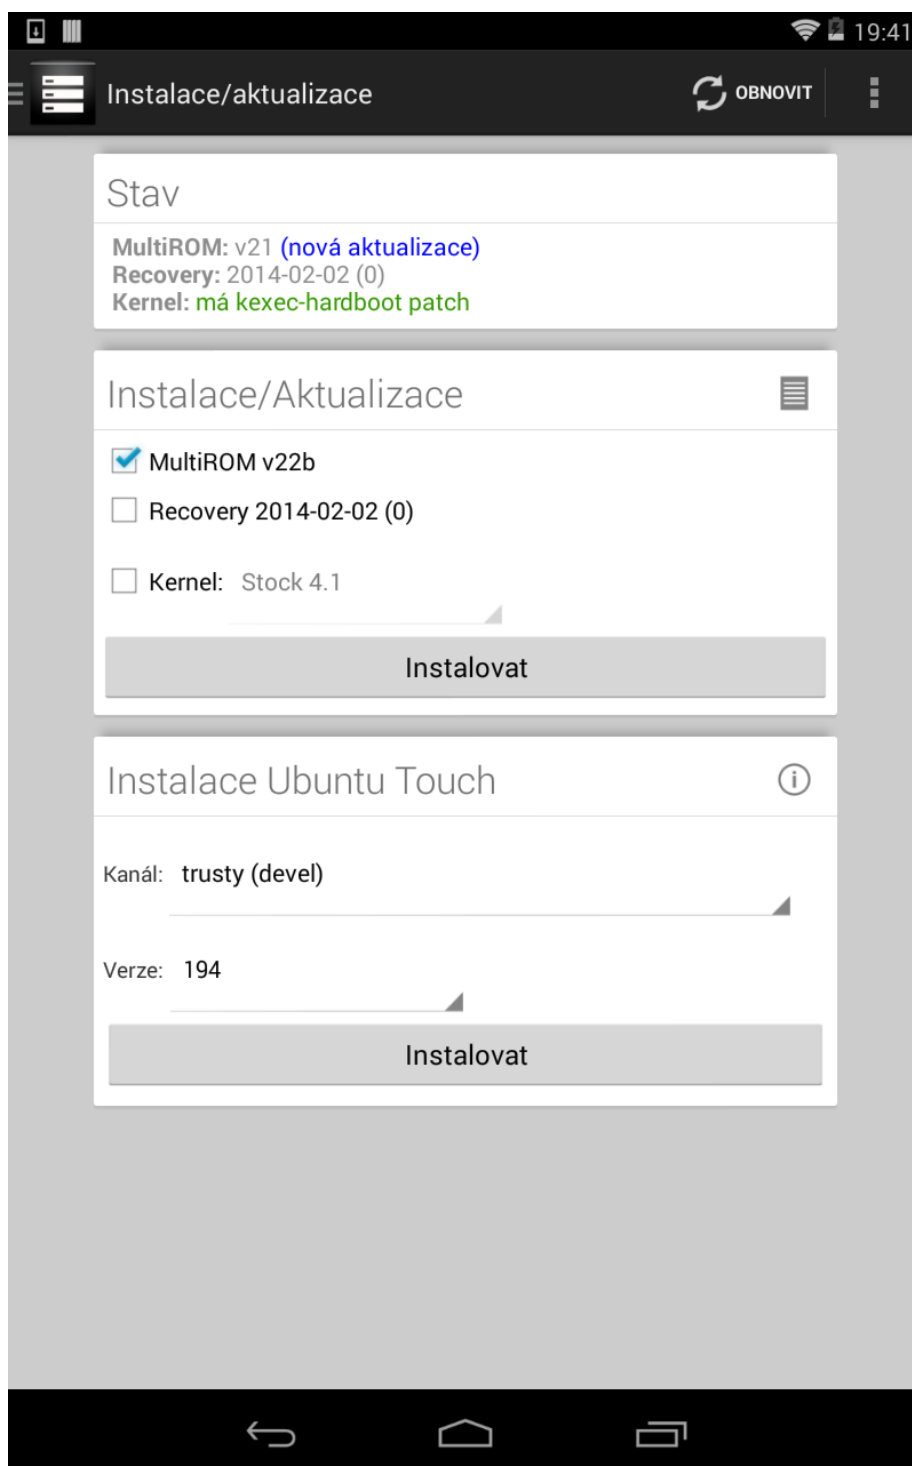 19:41
Instalace/aktualizace OBNOVIT
Stav
MultiROM: v21 (nová aktualizace)
Recovery: 2014-02-02 (0)
Kernel: má kexec-hardboot patch
Instalace/Aktualizace
MultiROM v22b
Recovery 2014-02-02 (0)
Kernel: Stock 4.1
Instalovat
Instalace Ubuntu Touch
Kanál: trusty (devel)
Verze: 194
Instalovat